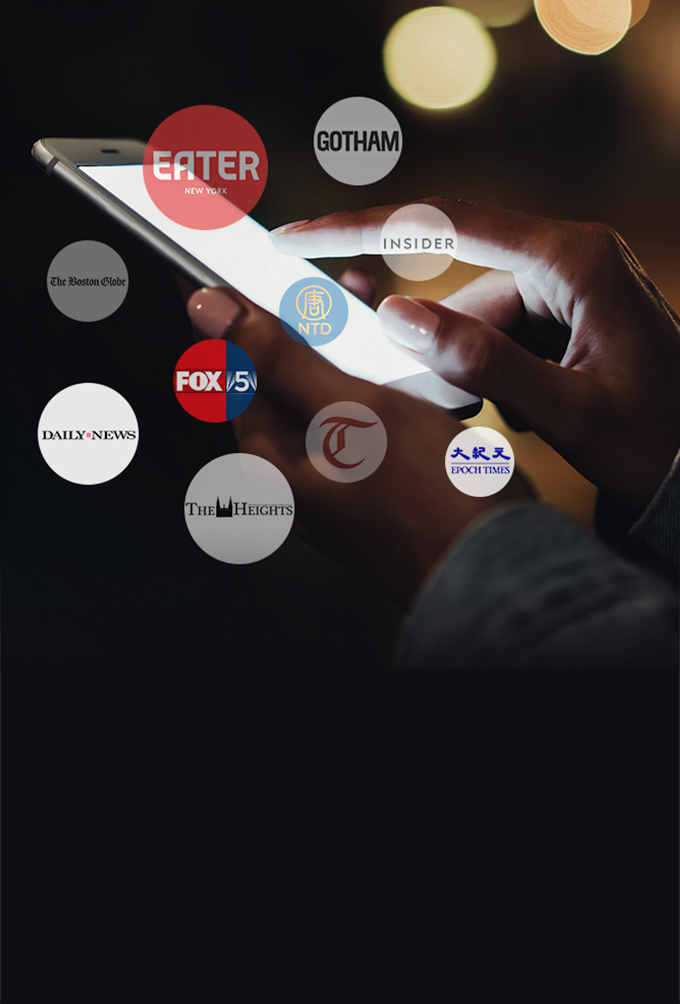 EATER
NEW YORK
GOTHAM
INSIDER
The Boston Globe
唐
NTD
FOX 5
DAILY NEWS
T
大紀元
EPOCH TIMES
THE HEIGHTS